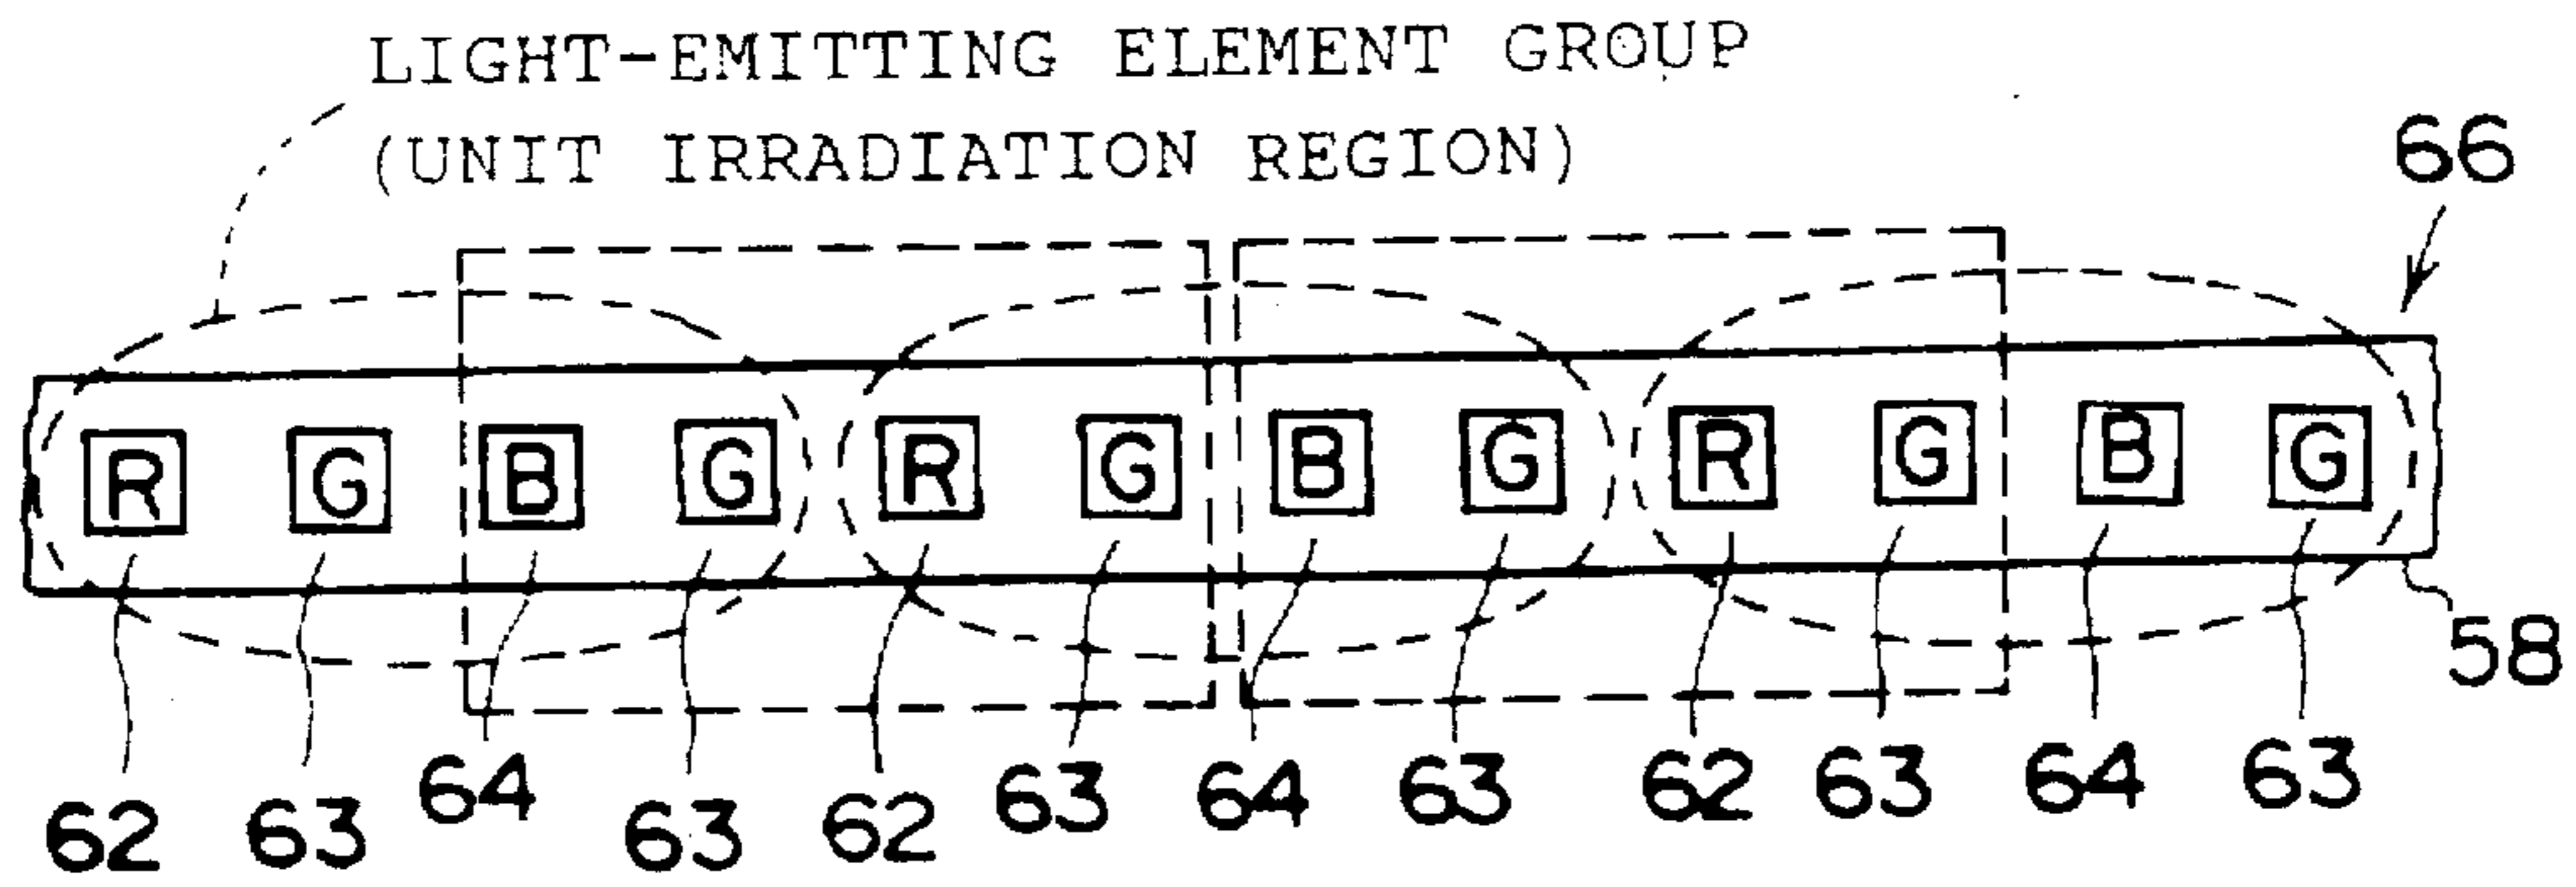 LIGHT-EMITTING ELEMENT GROUP
(UNIT IRRADIATION REGION)
66
R G B G R G B G R G B G
58
62 63 64 63 62 63 64 63 62 63 64 63